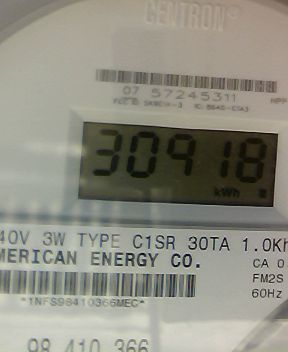 CENTRON®
07 57245311
30918
kWh
40V 3W TYPE C1SR 30TA 1.0Kh
MERICAN ENERGY CO.
CA 0
FM2S
*1NFS98410366MEC*
60Hz
98 410 366